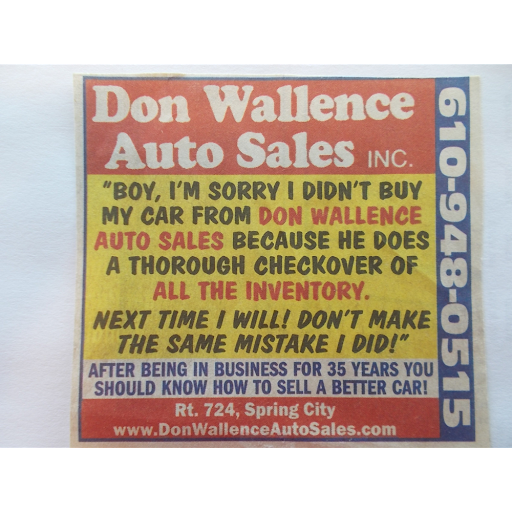 Don Wallence
Auto Sales INC.
"BOY, I'M SORRY I DIDN'T BUY
MY CAR FROM DON WALLENCE
AUTO SALES BECAUSE HE DOES
A THOROUGH CHECKOVER OF
ALL THE INVENTORY.
NEXT TIME I WILL! DON'T MAKE
THE SAME MISTAKE I DID!"
AFTER BEING IN BUSINESS FOR 35 YEARS YOU
SHOULD KNOW HOW TO SELL A BETTER CAR!
Rt. 724, Spring City
www.DonWallenceAutoSales.com
610-948-0515